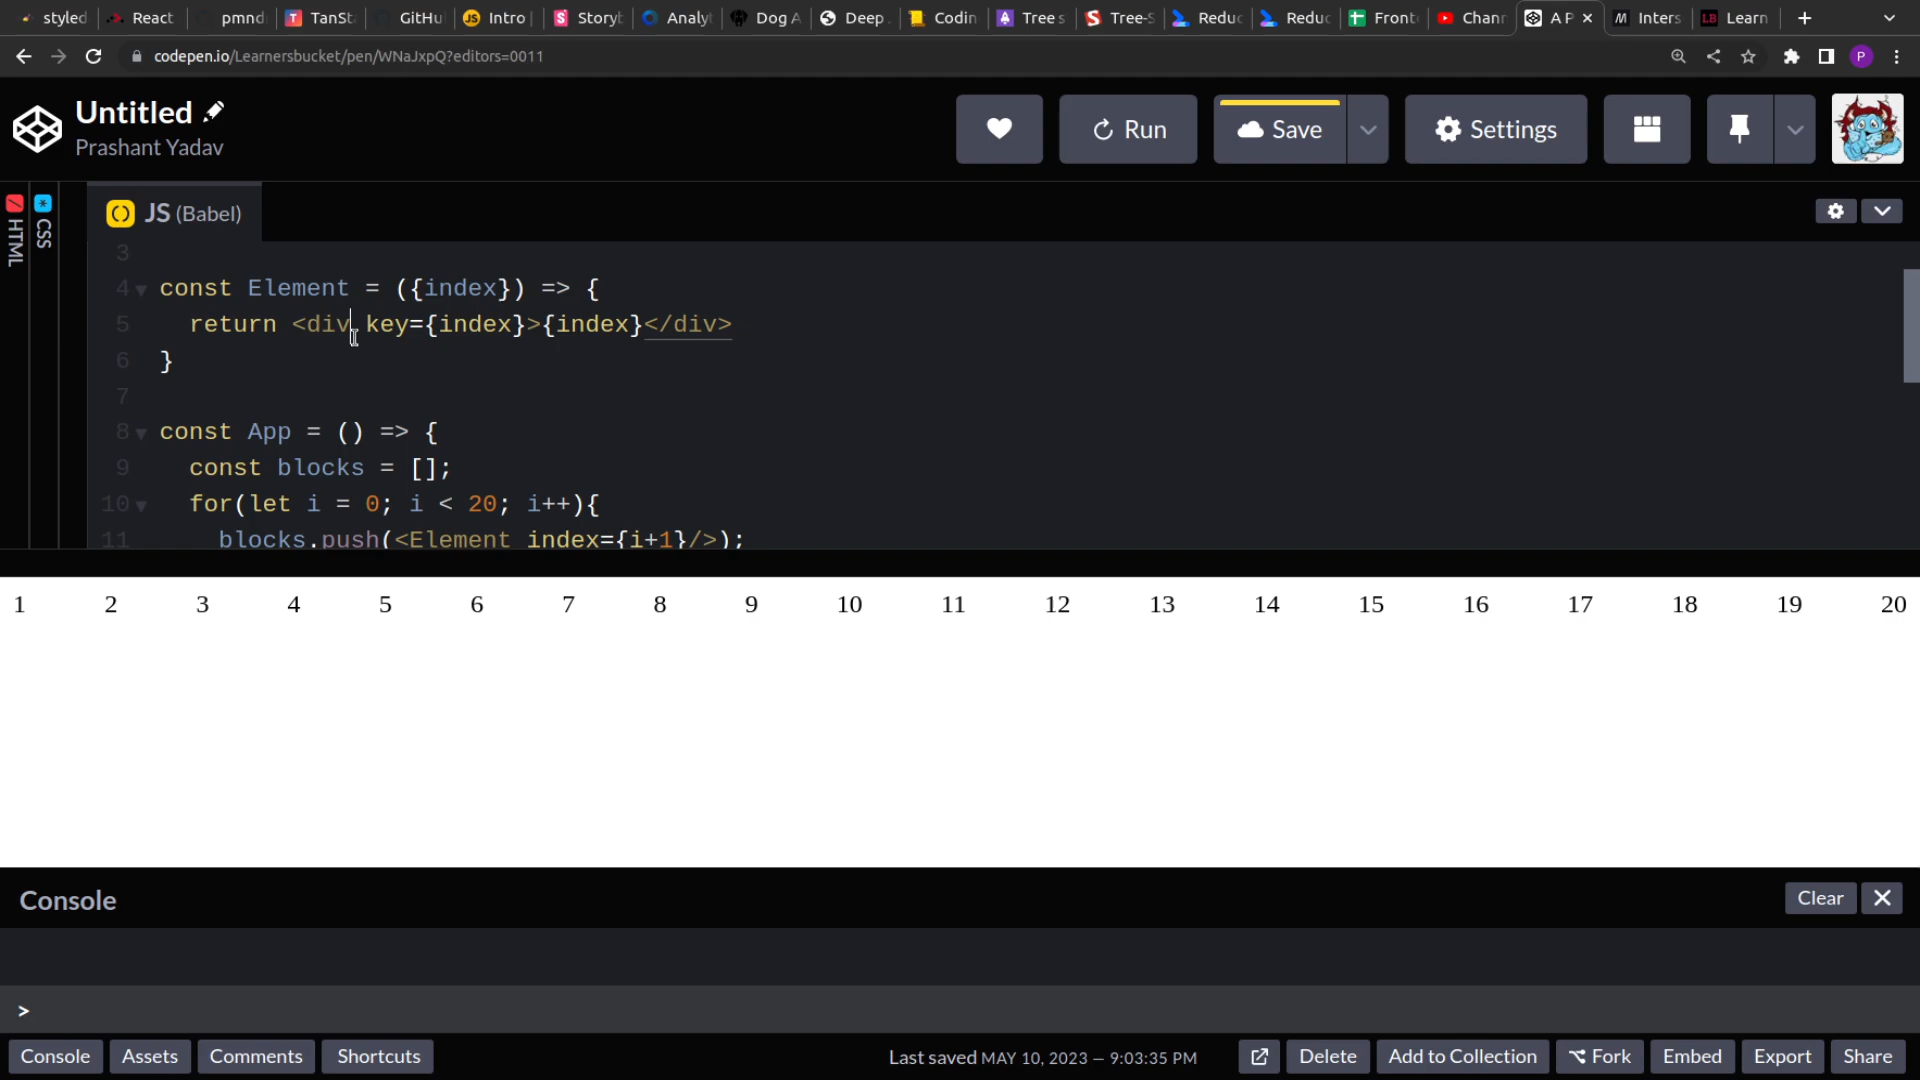 styled
React
pmnd
TanSta
GitHu
Intro
Storyb
Analyt
Dog A
Deep
Codin
Tree s
Tree-S
Reduc
Reduc
Front
Chann
A P
Inters
Learn
codepen.io/Learnersbucket/pen/WNaJxpQ?editors=0011
P
Untitled
Prashant Yadav
Run
Save
Settings
HTML
CSS
JS (Babel)
3
4 const Element = ({index}) => {
5 return <div key={index}>{index}</div>
6 }
7
8 const App = () => {
9 const blocks = [];
10 for(let i = 0; i < 20; i++){
11 blocks.push(<Element index={i+1}/>);
1 2 3 4 5 6 7 8 9 10 11 12 13 14 15 16 17 18 19 20
Console
Clear
>
Console Assets Comments Shortcuts Last saved MAY 10, 2023 — 9:03:35 PM Delete Add to Collection Fork Embed Export Share